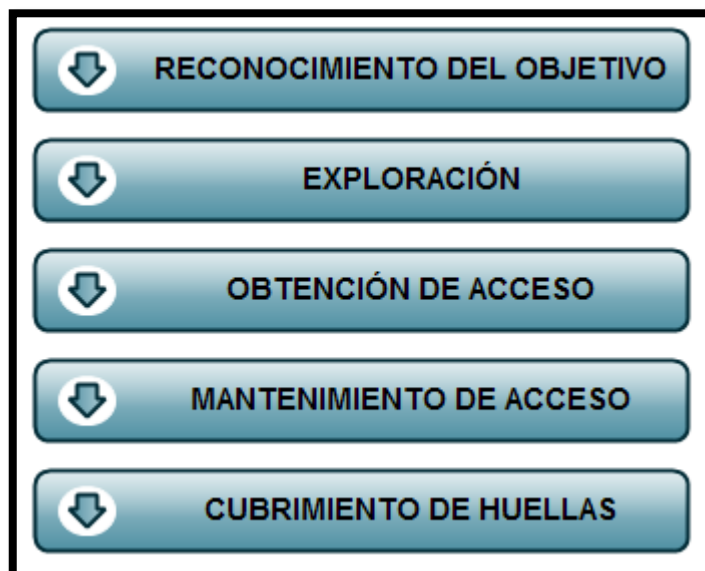 RECONOCIMIENTO DEL OBJETIVO
EXPLORACIÓN
OBTENCIÓN DE ACCESO
MANTENIMIENTO DE ACCESO
CUBRIMIENTO DE HUELLAS